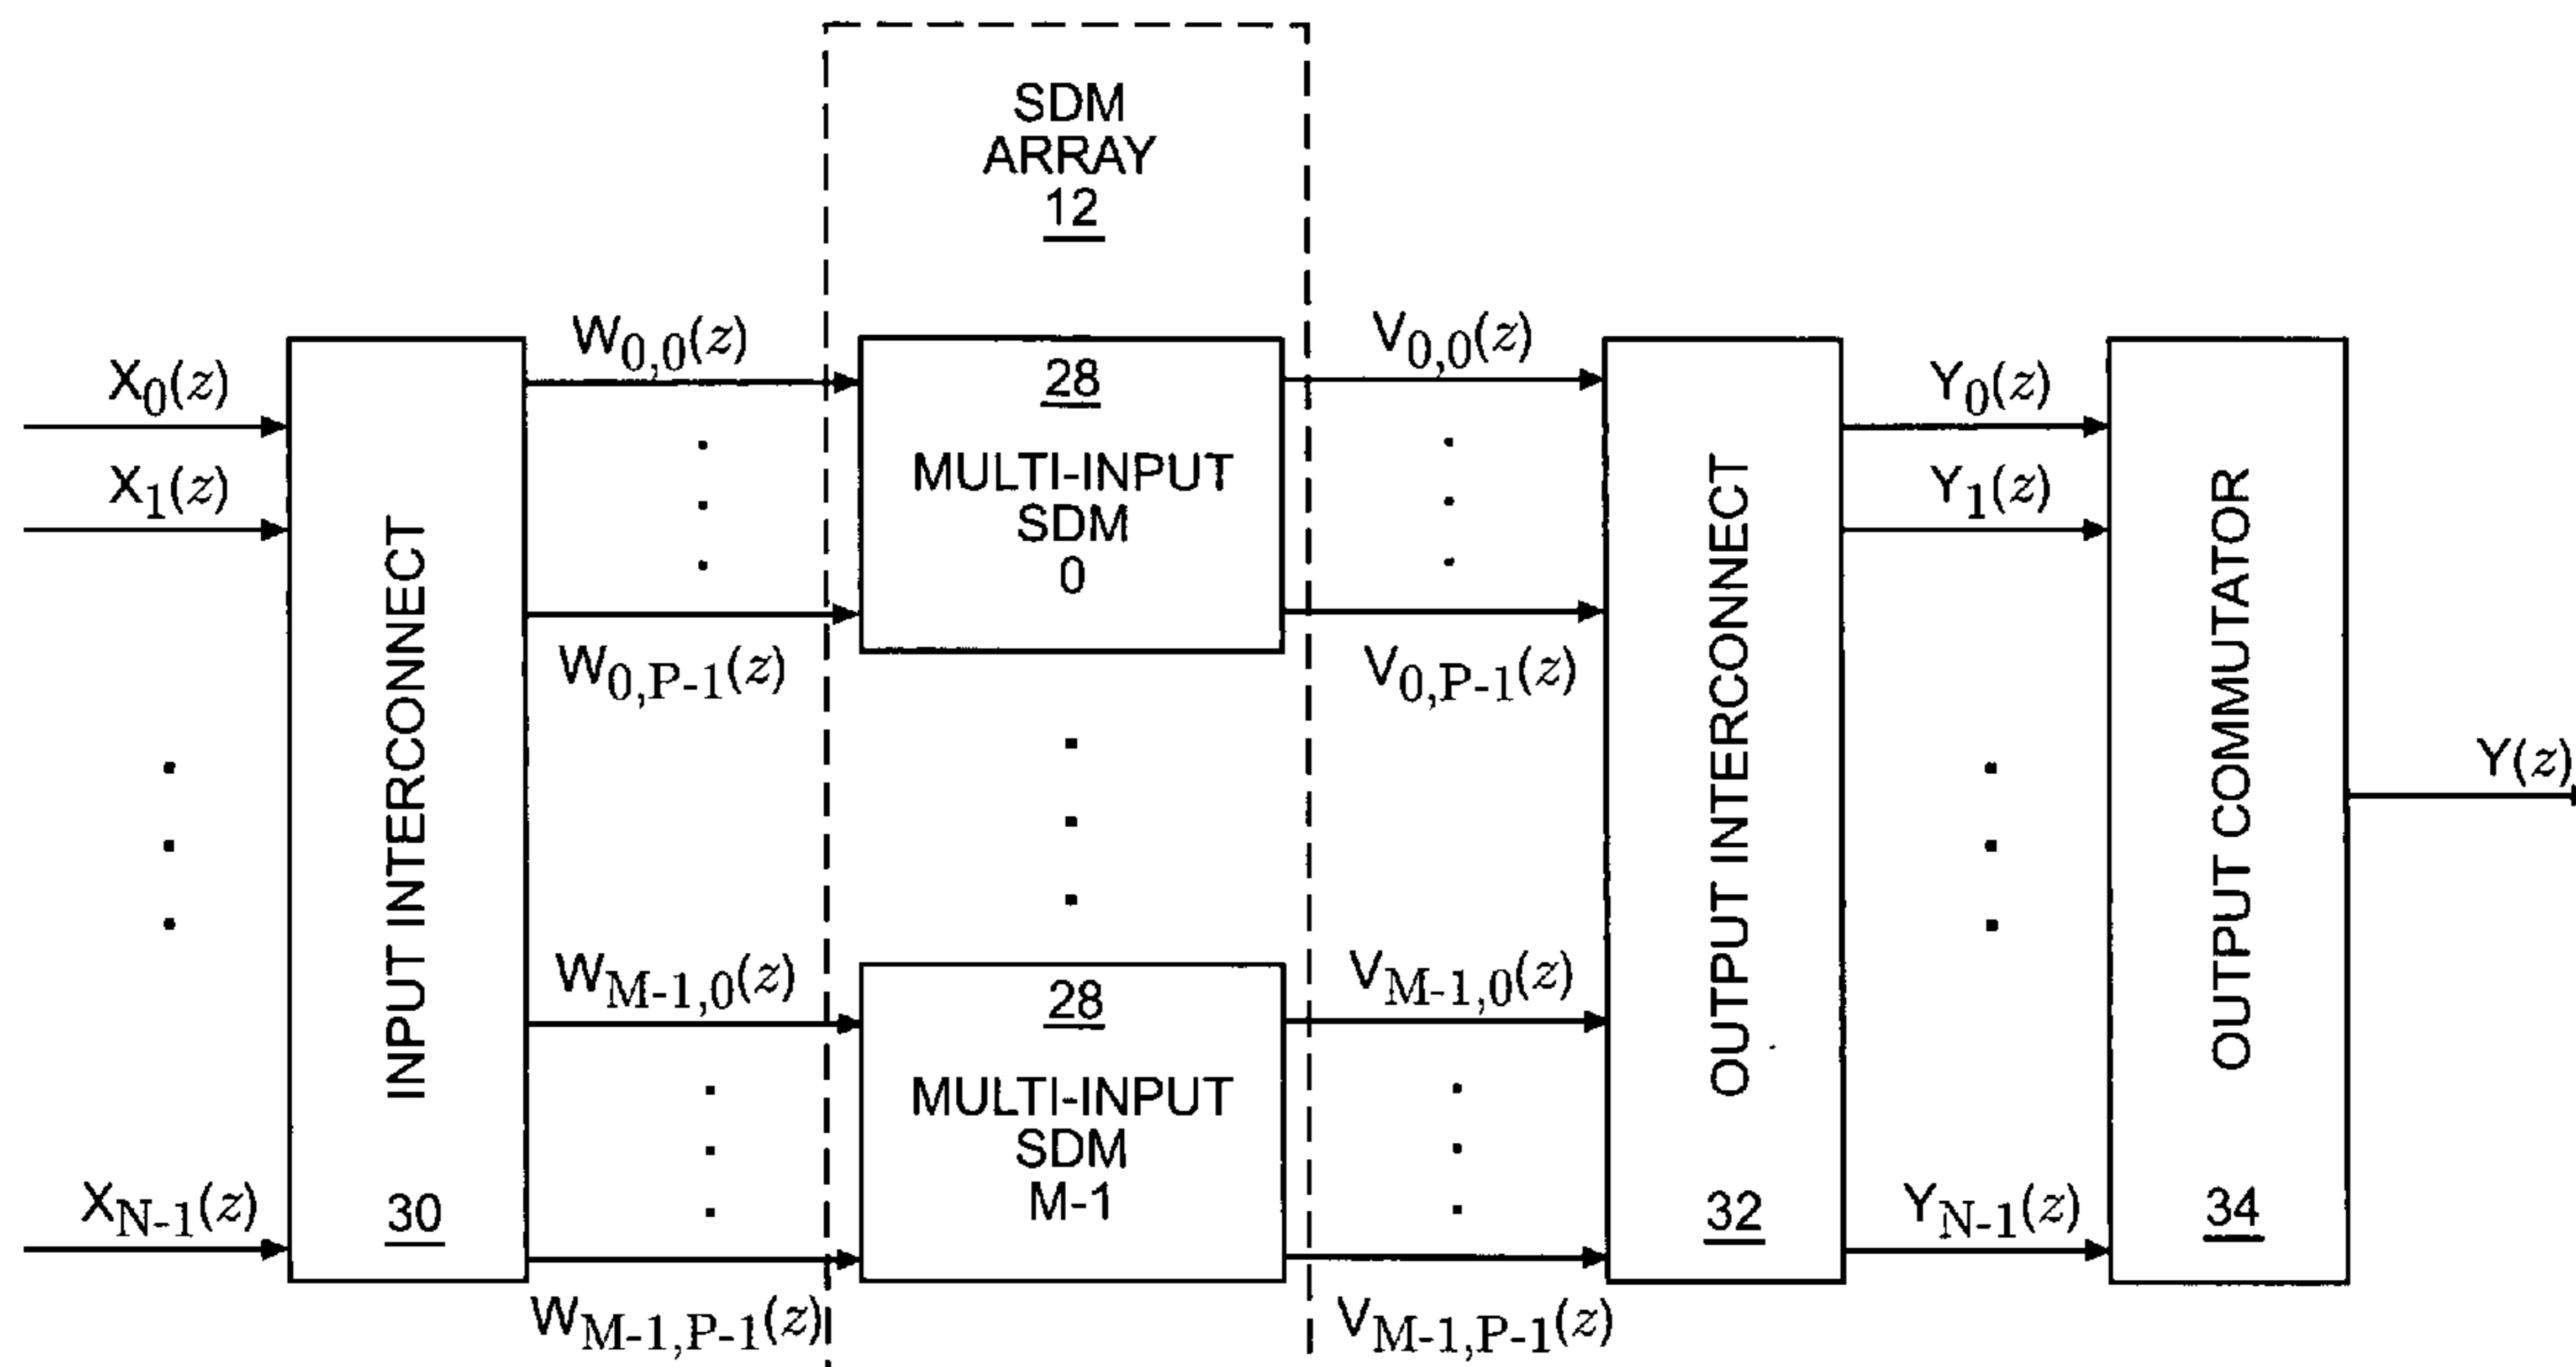 SDM
ARRAY
12
X0(z)
X1(z)
XN-1(z)
INPUT INTERCONNECT
30
W0,0(z)
W0,P-1(z)
WM-1,0(z)
WM-1,P-1(z)
28
MULTI-INPUT
SDM
0
28
MULTI-INPUT
SDM
M-1
V0,0(z)
V0,P-1(z)
VM-1,0(z)
VM-1,P-1(z)
OUTPUT INTERCONNECT
32
Y0(z)
Y1(z)
YN-1(z)
OUTPUT COMMUTATOR
34
Y(z)